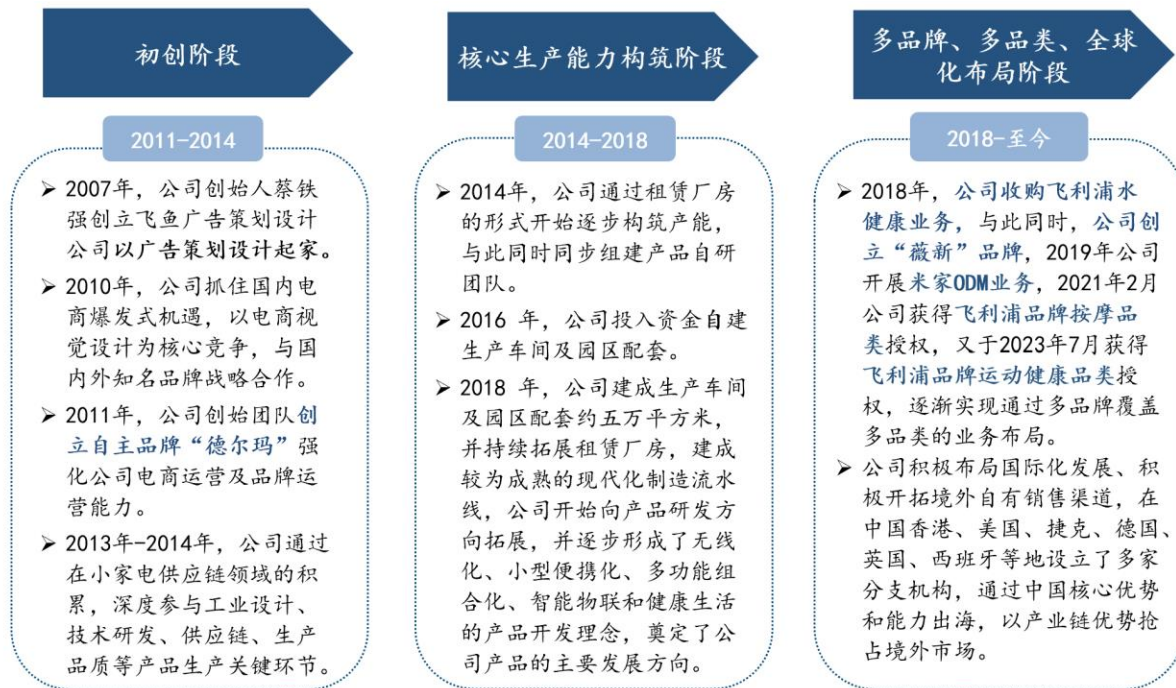 初创阶段
2011-2014
➢ 2007年，公司创始人蔡铁
强创立飞鱼广告策划设计
公司以广告策划设计起家。
➢ 2010年，公司抓住国内电
商爆发式机遇，以电商视
觉设计为核心竞争，与国
内外知名品牌战略合作。
➢ 2011年，公司创始团队创
立自主品牌“德尔玛”强
化公司电商运营及品牌运
营能力。
➢ 2013年-2014年，公司通过
在小家电供应链领域的积
累，深度参与工业设计、
技术研发、供应链、生产
品质等产品生产关键环节。
核心生产能力构筑阶段
2014-2018
➢ 2014年，公司通过租赁厂房
的形式开始逐步构筑产能，
与此同时同步组建产品自研
团队。
➢ 2016 年，公司投入资金自建
生产车间及园区配套。
➢ 2018 年，公司建成生产车间
及园区配套约五万平方米，
并持续拓展租赁厂房，建成
较为成熟的现代化制造流水
线，公司开始向产品研发方
向拓展，并逐步形成了无线
化、小型便携化、多功能组
合化、智能物联和健康生活
的产品开发理念，奠定了公
司产品的主要发展方向。
多品牌、多品类、全球
化布局阶段
2018-至今
➢ 2018年，公司收购飞利浦水
健康业务，与此同时，公司创
立“薇新”品牌，2019年公司
开展米家ODM业务，2021年2月
公司获得飞利浦品牌按摩品
类授权，又于2023年7月获得
飞利浦品牌运动健康品类授
权，逐渐实现通过多品牌覆盖
多品类的业务布局。
➢ 公司积极布局国际化发展、积
极开拓境外自有销售渠道，在
中国香港、美国、捷克、德国、
英国、西班牙等地设立了多家
分支机构，通过中国核心优势
和能力出海，以产业链优势抢
占境外市场。